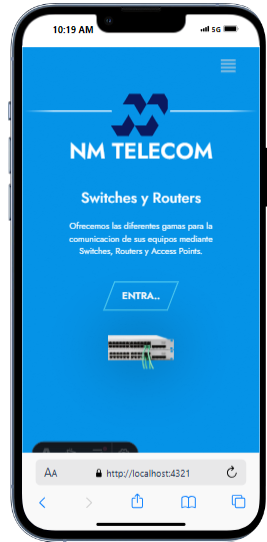 10:19 AM
5G
NM TELECOM
Switches y Routers
Ofrecemos las diferentes gamas para la
comunicacion de sus equipos mediante
Switches, Routers y Access Points.
ENTRA..
AA
http://localhost:4321